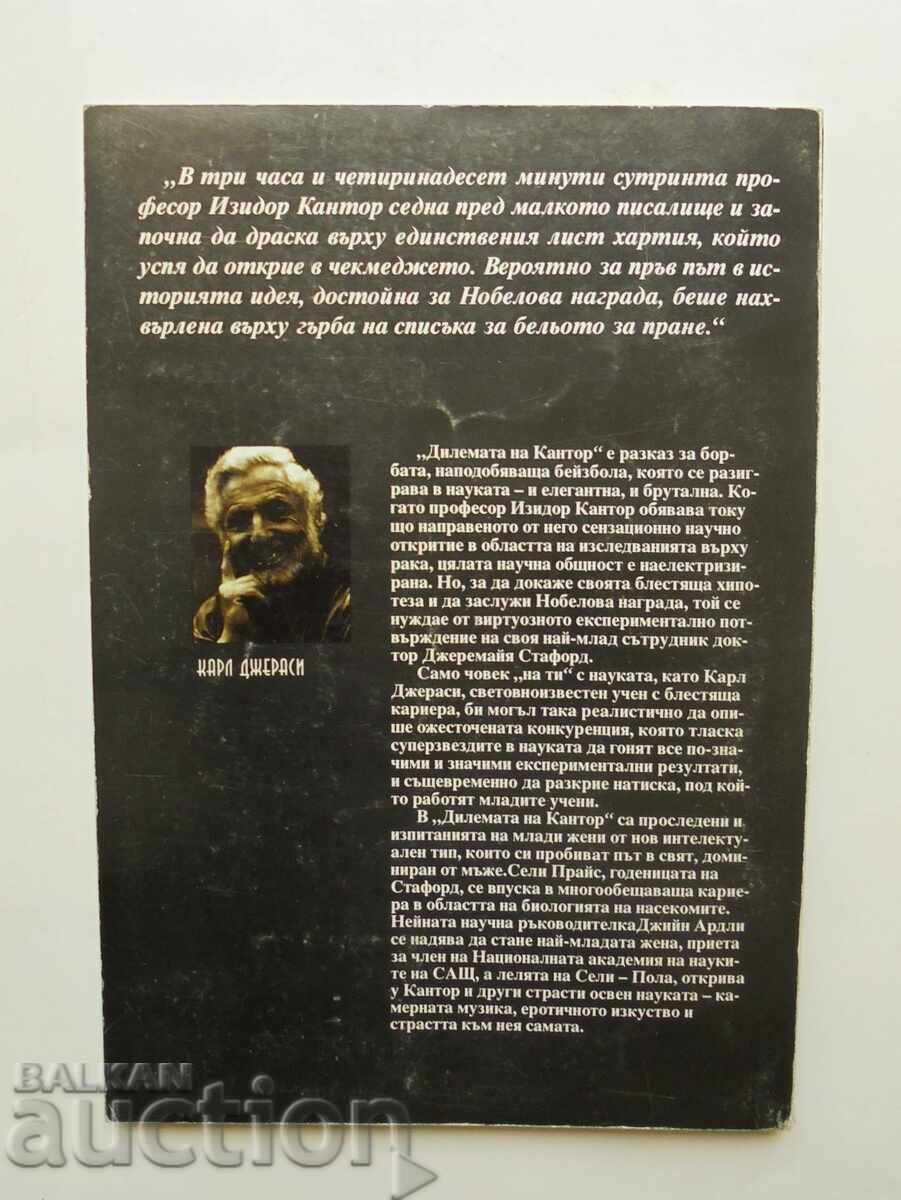 „В три часа и четиринадесет минути сутринта про-
фесор Изидор Кантор седна пред малкото писалище и за-
почна да драска върху единствения лист хартия, който
успя да открие в чекмеджето. Вероятно за пръв път в ис-
торията идея, достойна за Нобелова награда, беше нах-
върлена върху гърба на списъка за бельото за пране.“
„Дилемата на Кантор“ е разказ за бор-
бата, наподобяваща бейзбола, която се разиг-
рава в науката – и елегантна, и брутална. Ко-
гато професор Изидор Кантор обявава току
що направеното от него сензационно научно
откритие в областта на изследванията върху
рака, цялата научна общност е наелектризи-
рана. Но, за да докаже своята блестяща хипо-
теза и да заслужи Нобелова награда, той се
нуждае от виртуозното експериментално пот-
върждение на своя най-млад сътрудник док-
тор Джеремайя Стафорд.
Само човек „на ти“ с науката, като Карл
Джераси, световноизвестен учен с блестяща
кариера, би могъл така реалистично да опи-
ше ожесточената конкуренция, която тласка
суперзвездите в науката да гонят все по-зна-
чими и значими експериментални резултати,
и същевременно да разкрие натиска, под кой-
то работят младите учени.
В „Дилемата на Кантор“ са проследени и
изпитанията на млади жени от нов интелекту-
ален тип, които си пробиват път в свят, доми-
ниран от мъже.Сели Прайс, годеницата на
Стафорд, се впуска в многообещаваща карие-
ра в областта на биологията на насекомите.
Нейната научна ръководителкаДжийн Ардли
се надява да стане най-младата жена, приета
за член на Националната академия на науки-
те на САЩ, а лелята на Сели – Пола, открива
у Кантор и други страсти освен науката – ка-
мерната музика, еротичното изкуство и
страстта към нея самата.
КАРЛ ДЖЕРАСИ
BALKAN
auction